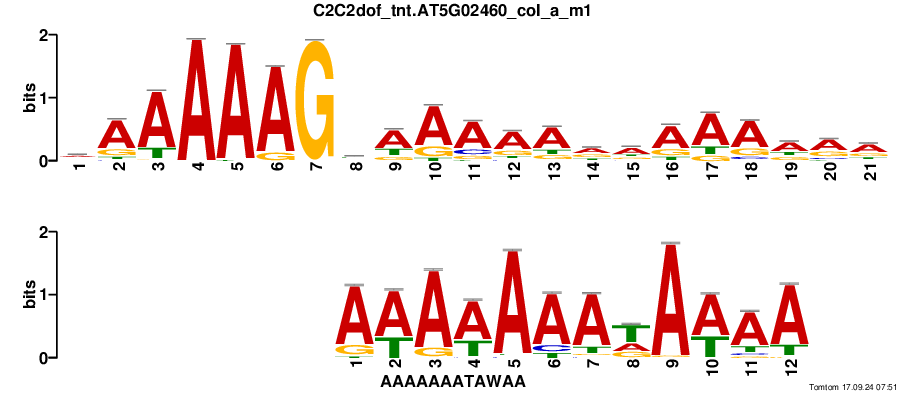 C2C2dof_tnt.AT5G02460_col_a_m1
2
bits
1
0
1 2 3 4 5 6 7 8 9 10 11 12 13 14 15 16 17 18 19 20 21
2
bits
1
0
1 2 3 4 5 6 7 8 9 10 11 12
AAAAAAATAWAA
Tomtom 17.09.24 07:51